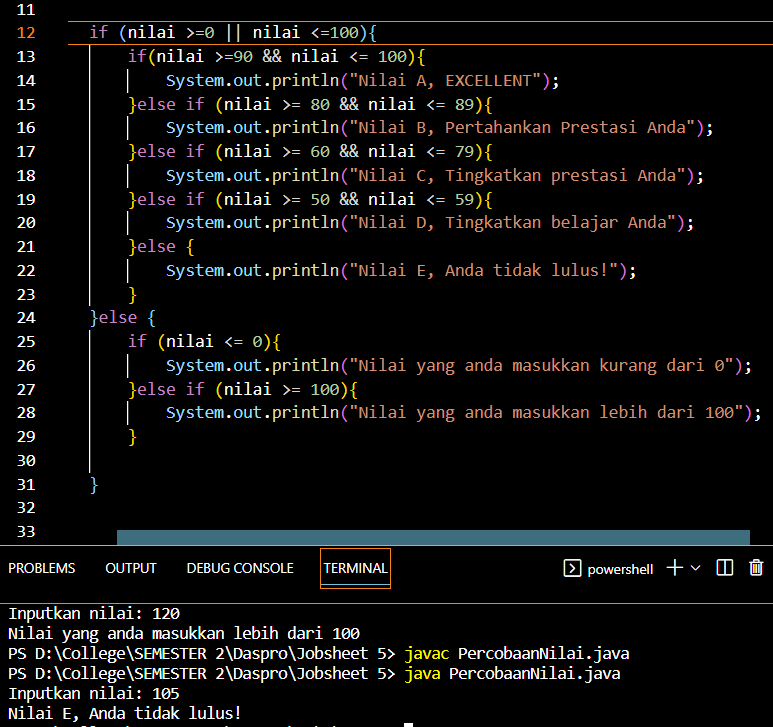 11
12 if (nilai >=0 || nilai <=100){
13 if(nilai >=90 && nilai <= 100){
14 System.out.println("Nilai A, EXCELLENT");
15 }else if (nilai >= 80 && nilai <= 89){
16 System.out.println("Nilai B, Pertahankan Prestasi Anda");
17 }else if (nilai >= 60 && nilai <= 79){
18 System.out.println("Nilai C, Tingkatkan prestasi Anda");
19 }else if (nilai >= 50 && nilai <= 59){
20 System.out.println("Nilai D, Tingkatkan belajar Anda");
21 }else {
22 System.out.println("Nilai E, Anda tidak lulus!");
23 }
24 }else {
25 if (nilai <= 0){
26 System.out.println("Nilai yang anda masukkan kurang dari 0");
27 }else if (nilai >= 100){
28 System.out.println("Nilai yang anda masukkan lebih dari 100");
29 }
30
31 }
32
33
PROBLEMS OUTPUT DEBUG CONSOLE TERMINAL powershell
Inputkan nilai: 120
Nilai yang anda masukkan lebih dari 100
PS D:\College\SEMESTER 2\Daspro\Jobsheet 5> javac PercobaanNilai.java
PS D:\College\SEMESTER 2\Daspro\Jobsheet 5> java PercobaanNilai.java
Inputkan nilai: 105
Nilai E, Anda tidak lulus!